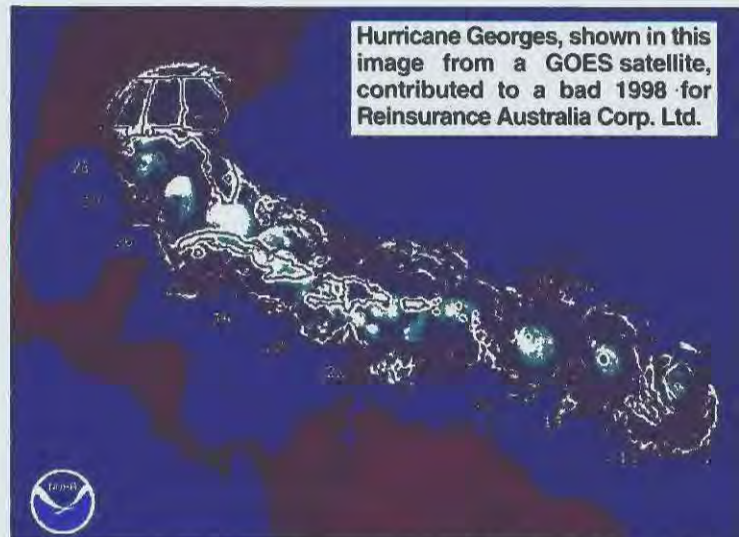 Hurricane Georges, shown in this
image from a GOES satellite,
contributed to a bad 1998 for
Reinsurance Australia Corp. Ltd.